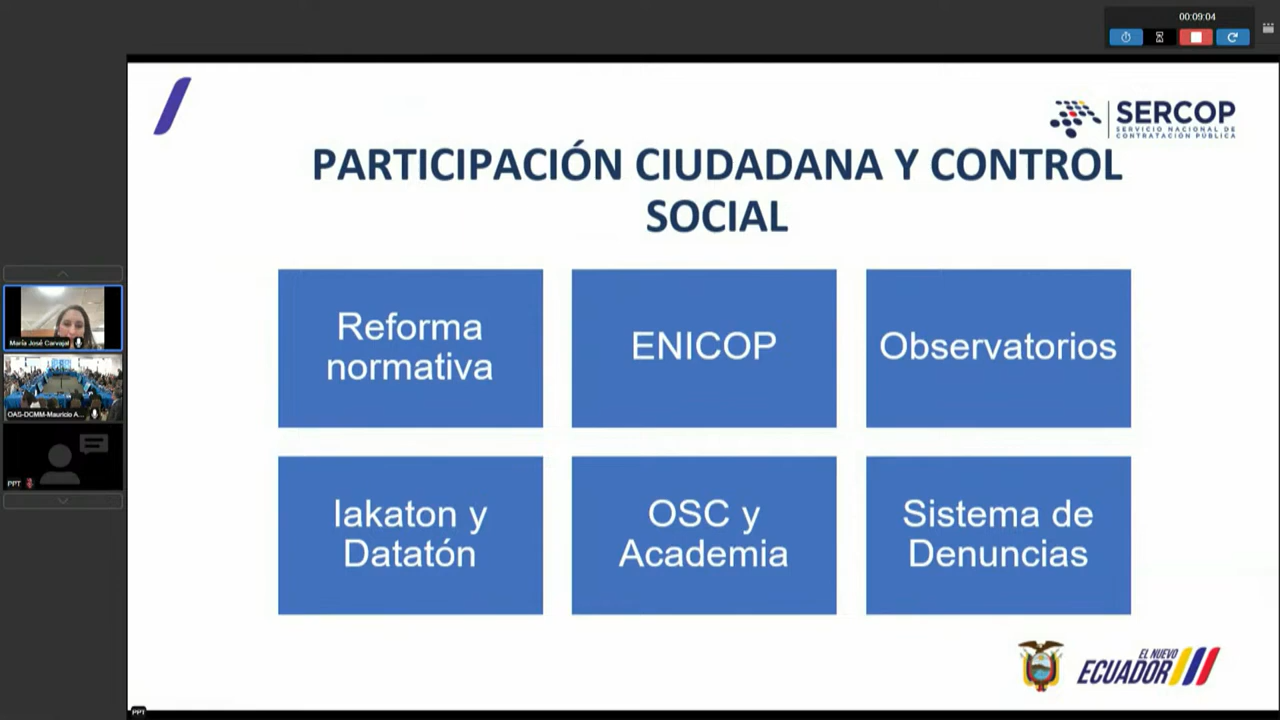 00:09:04
SERCOP
SERVICIO NACIONAL DE
CONTRATACIÓN PÚBLICA
PARTICIPACIÓN CIUDADANA Y CONTROL
SOCIAL
Reforma
normativa
ENICOP
Observatorios
Iakaton y
Datatón
OSC y
Academia
Sistema de
Denuncias
María José Carvajal
OAS-DCMM-Mauricio A...
PPT
EL NUEVO
ECUADOR
PPT